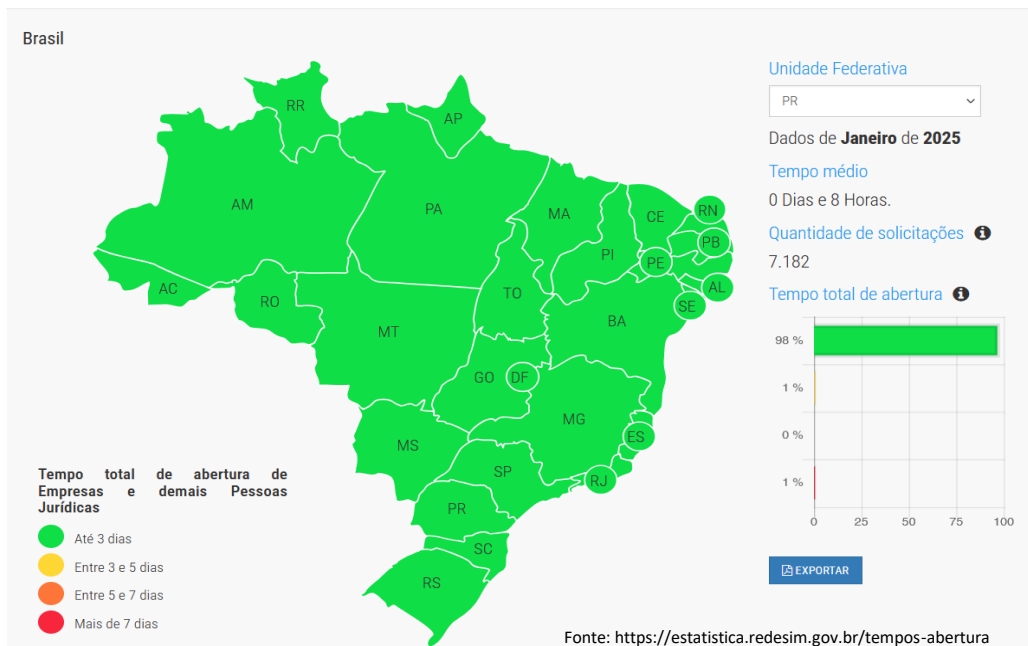 Brasil
RR
AP
AM
PA
MA
CE
RN
PB
PI
PE
AC
AL
RO
TO
SE
MT
BA
GO
DF
MG
ES
MS
SP
RJ
PR
SC
RS
Tempo total de abertura de
Empresas e demais Pessoas
Jurídicas
Até 3 dias
Entre 3 e 5 dias
Entre 5 e 7 dias
Mais de 7 dias
Unidade Federativa
PR
Dados de Janeiro de 2025
Tempo médio
0 Dias e 8 Horas.
Quantidade de solicitações
7.182
Tempo total de abertura
98 %
1 %
0 %
1 %
0 25 50 75 100
EXPORTAR
Fonte: https://estatistica.redesim.gov.br/tempos-abertura